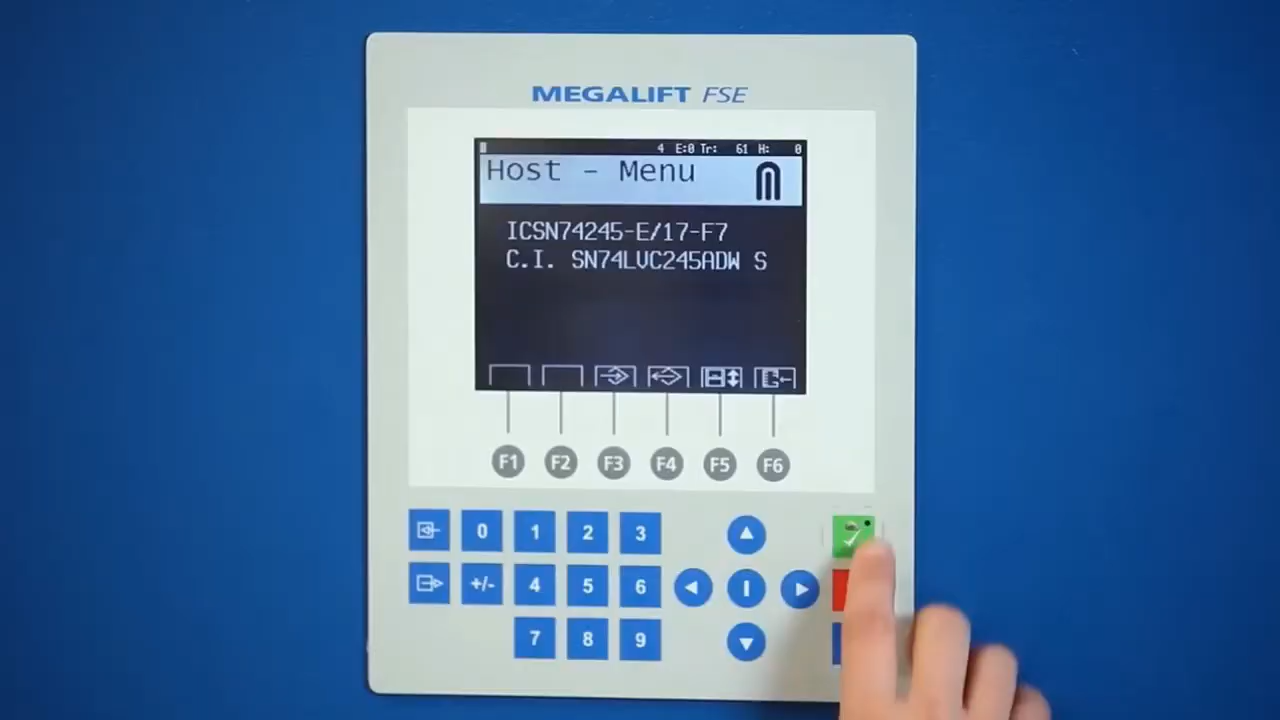 MEGALIFT FSE
4 E:0 Tr: 61 H: 0
Host - Menu
ICSN74245-E/17-F7
C.I. SN74LVC245ADW S
F1 F2 F3 F4 F5 F6
0 1 2 3
+/- 4 5 6
7 8 9